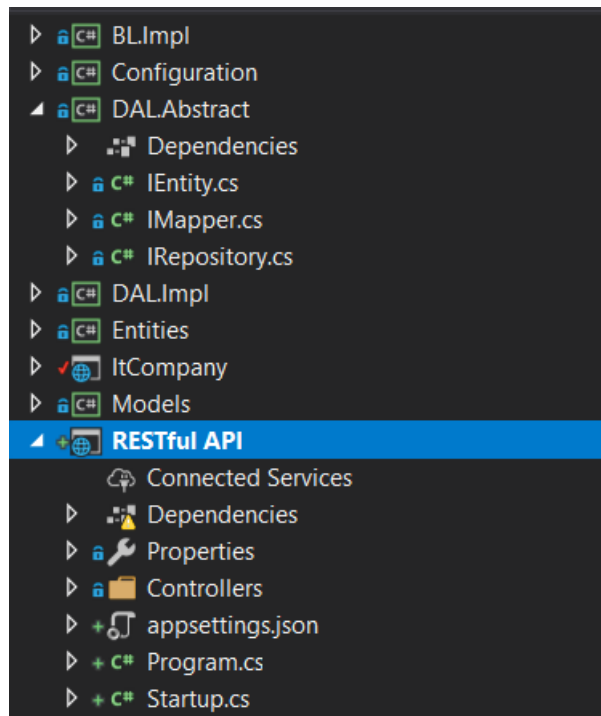 C# BL.Impl
C# Configuration
C# DAL.Abstract
Dependencies
C# IEntity.cs
C# IMapper.cs
C# IRepository.cs
C# DAL.Impl
C# Entities
ItCompany
C# Models
RESTful API
Connected Services
Dependencies
Properties
Controllers
appsettings.json
C# Program.cs
C# Startup.cs